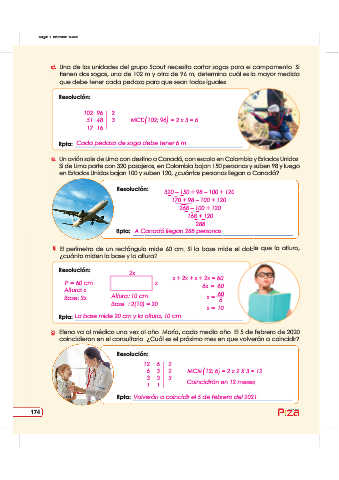 d. Una de las unidades del grupo Scout necesita cortar sogas para el campamento. Si
tienen dos sogas, una de 102 m y otra de 96 m, determina cuál es la mayor medida
que debe tener cada pedazo para que sean todos iguales.
Resolución:
102 96 2
51 48 3 MCD(102; 96) = 2 x 3 = 6
17 16
Rpta: Cada pedazo de soga debe tener 6 m
e. Un avión sale de Lima con destino a Canadá, con escala en Colombia y Estados Unidos.
Si de Lima parte con 320 pasajeros, en Colombia bajan 150 personas y suben 98 y luego
en Estados Unidos bajan 100 y suben 120, ¿cuántas personas llegan a Canadá?
Resolución:
320 – 150 + 98 – 100 + 120
170 + 98 – 100 + 120
268 – 100 + 120
168 + 120
288
Rpta: A Canadá llegan 288 personas
f. El perímetro de un rectángulo mide 60 cm. Si la base mide el doble que la altura,
¿cuánto miden la base y la altura?
Resolución:
2x
P = 60 cm x x + 2x + x + 2x = 60
Altura: x 6x = 60
Base: 2x Altura: 10 cm x = 60
6
Base: 2(10) = 20
x = 10
Rpta: La base mide 20 cm y la altura, 10 cm
g. Elena va al médico una vez al año. María, cada medio año. El 5 de febrero de 2020
coincidieron en el consultorio. ¿Cuál es el próximo mes en que volverán a coincidir?
Resolución:
12 6 2
6 3 2 MCM(12; 6) = 2 x 2 x 3 = 12
3 3 3
1 1 Coincidirán en 12 meses
Rpta: Volverán a coincidir el 5 de febrero del 2021
174